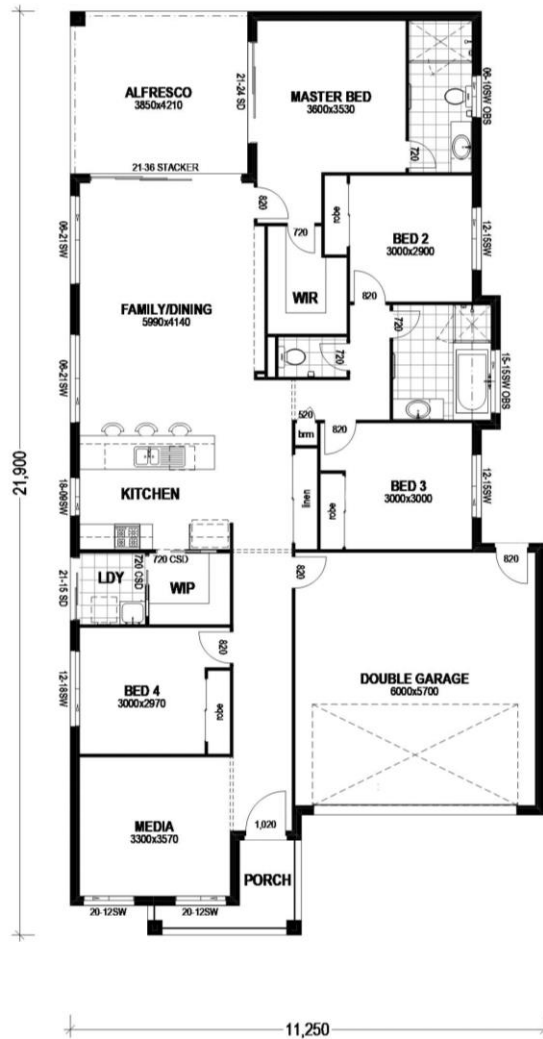 ALFRESCO
3850x4210
21-24 SD
MASTER BED
3600x3530
06-10SW OBS
720
21-36 STACKER
820
720
robe
BED 2
3000x2900
12-15SW
06-21SW
WIR
820
FAMILY/DINING
5990x4140
720
720
15-15SW OBS
06-21SW
520
brm
820
21,900
18-09SW
KITCHEN
linen
robe
BED 3
3000x3000
12-15SW
820
720 CSD
720 CSD
LDY
WIP
21-15 SD
820
820
BED 4
3000x2970
12-18SW
robe
DOUBLE GARAGE
6000x5700
MEDIA
3300x3570
1,020
PORCH
20-12SW
20-12SW
11,250